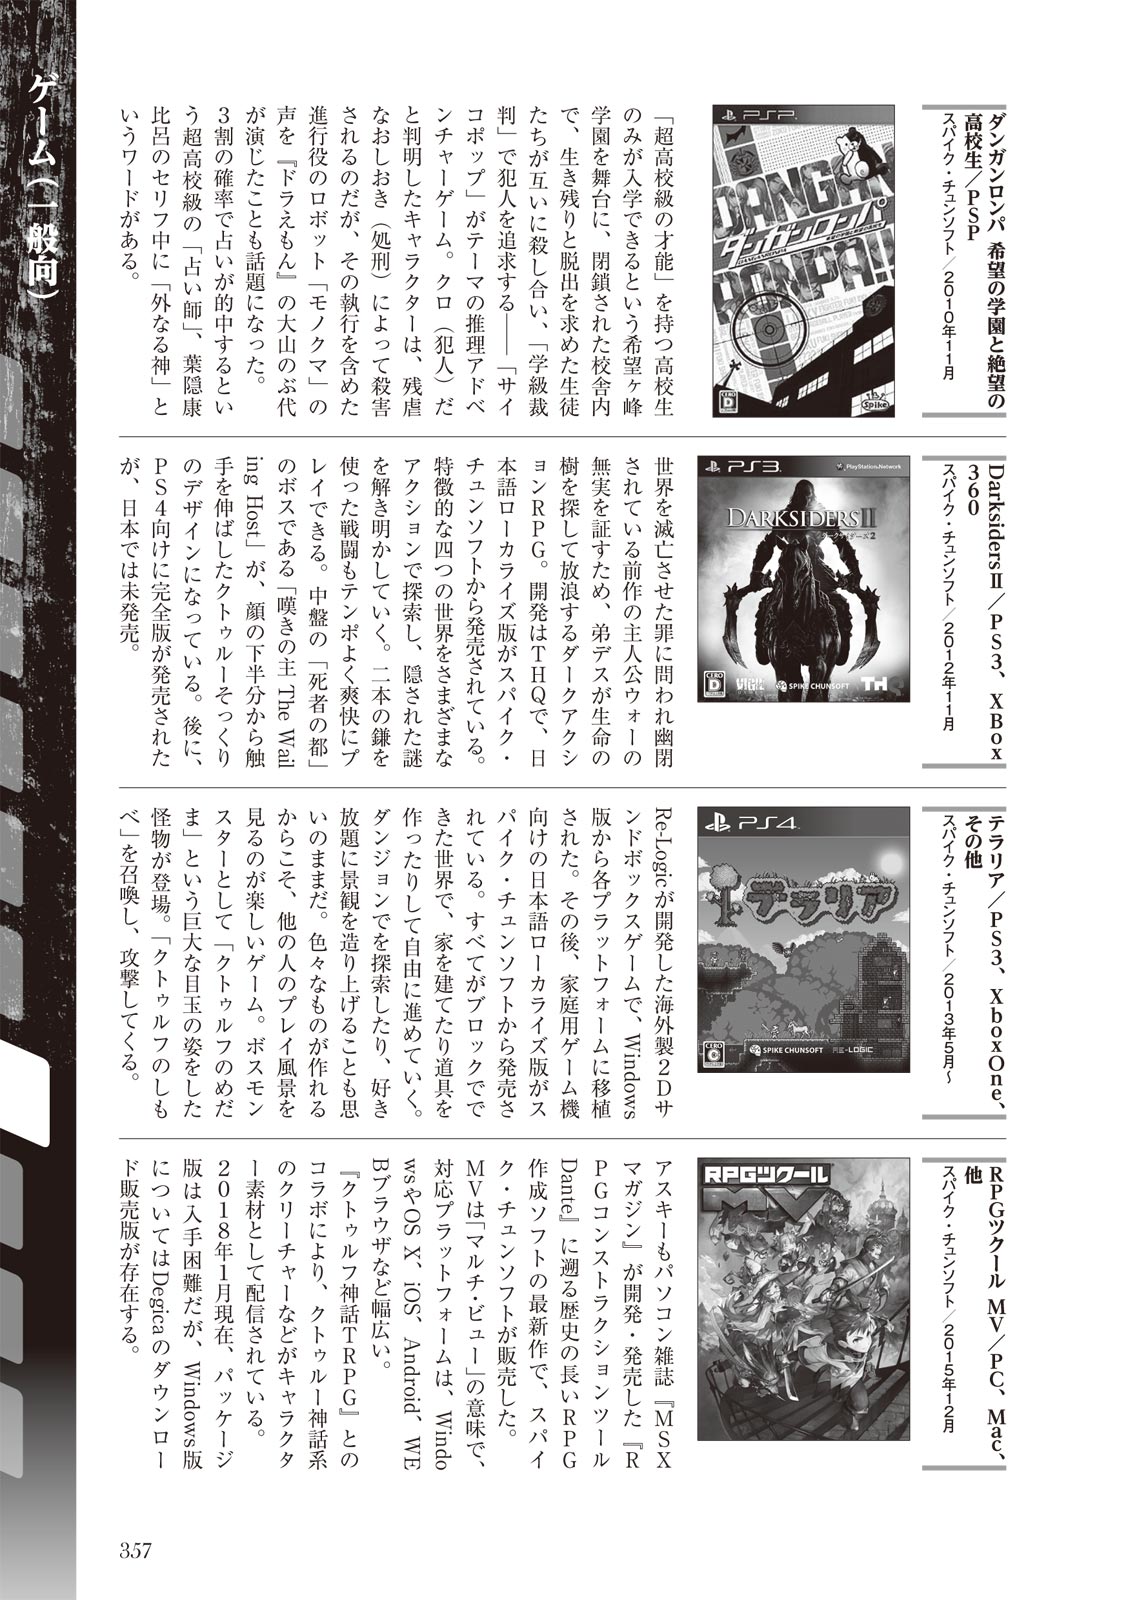 ゲーム（一般向）
ダンガンロンパ 希望の学園と絶望の
高校生／PSP
スパイク・チュンソフト／2010年11月
PSP
DANGAN
RONPA!!
ダンガンロンパ
CERO
D
Spike
「超高校級の才能」を持つ高校生
のみが入学できるという希望ヶ峰
学園を舞台に、閉鎖された校舎内
で、生き残りと脱出を求めた生徒
たちが互いに殺し合い、「学級裁
判」で犯人を追求する――「サイ
コポップ」がテーマの推理アドベ
ンチャーゲーム。クロ（犯人）だ
と判明したキャラクターは、残虐
なおしおき（処刑）によって殺害
されるのだが、その執行を含めた
進行役のロボット「モノクマ」の
声を『ドラえもん』の大山のぶ代
が演じたことも話題になった。
3割の確率で占いが的中するとい
う超高校級の「占い師」、葉隠康
比呂のセリフ中に「外なる神」と
いうワードがある。
DarksidersⅡ／PS3、XBox
360
スパイク・チュンソフト／2012年11月
PS3
PlayStation Network
DARKSIDERS II
ダークサイダーズ2
CERO
D
VIGIL
SPIKE CHUNSOFT
THQ
世界を滅亡させた罪に問われ幽閉
されている前作の主人公ウォーの
無実を証すため、弟デスが生命の
樹を探して放浪するダークアクシ
ョンRPG。開発はTHQで、日
本語ローカライズ版がスパイク・
チュンソフトから発売されている。
特徴的な四つの世界をさまざまな
アクションで探索し、隠された謎
を解き明かしていく。二本の鎌を
使った戦闘もテンポよく爽快にプ
レイできる。中盤の「死者の都」
のボスである「嘆きの主 The Wail
ing Host」が、顔の下半分から触
手を伸ばしたクトゥルーそっくり
のデザインになっている。後に、
PS4向けに完全版が発売された
が、日本では未発売。
テラリア／PS3、XboxOne、
その他
スパイク・チュンソフト／2013年5月～
PS4
テラリア
CERO
C
SPIKE CHUNSOFT
RE-LOGIC
Re-Logicが開発した海外製2Dサ
ンドボックスゲームで、Windows
版から各プラットフォームに移植
された。その後、家庭用ゲーム機
向けの日本語ローカライズ版がス
パイク・チュンソフトから発売さ
れている。すべてがブロックでで
きた世界で、家を建てたり道具を
作ったりして自由に進めていく。
ダンジョンでを探索したり、好き
放題に景観を造り上げることも思
いのままだ。色々なものが作れる
からこそ、他の人のプレイ風景を
見るのが楽しいゲーム。ボスモン
スターとして「クトゥルフのめだ
ま」という巨大な目玉の姿をした
怪物が登場。「クトゥルフのしも
べ」を召喚し、攻撃してくる。
RPGツクール MV／PC、Mac、
他
スパイク・チュンソフト／2015年12月
RPGツクール
MV
アスキーもパソコン雑誌『MSX
マガジン』が開発・発売した『R
PGコンストラクションツール
Dante』に遡る歴史の長いRPG
作成ソフトの最新作で、スパイ
ク・チュンソフトが販売した。
MVは「マルチ・ビュー」の意味で、
対応プラットフォームは、Windo
wsやOS X、iOS、Android、WE
Bブラウザなど幅広い。
『クトゥルフ神話TRPG』との
コラボにより、クトゥルー神話系
のクリーチャーなどがキャラクタ
ー素材として配信されている。
2018年1月現在、パッケージ
版は入手困難だが、Windows版
についてはDegicaのダウンロー
ド販売版が存在する。
357